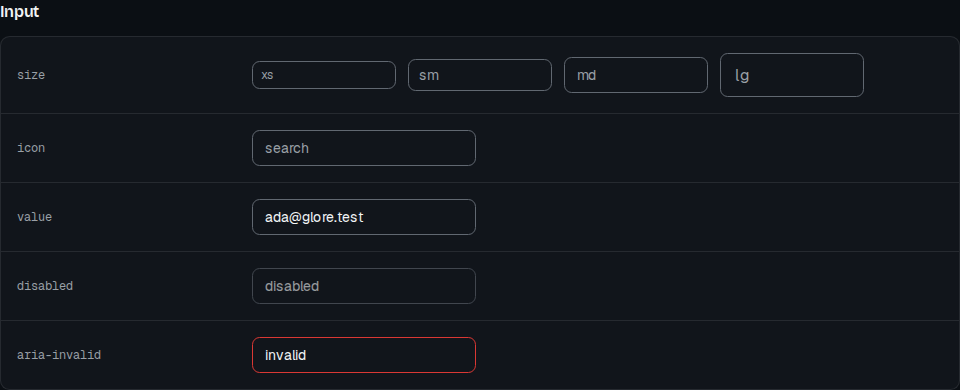 Input
size xs sm md lg
icon search
value ada@glore.test
disabled disabled
aria-invalid invalid